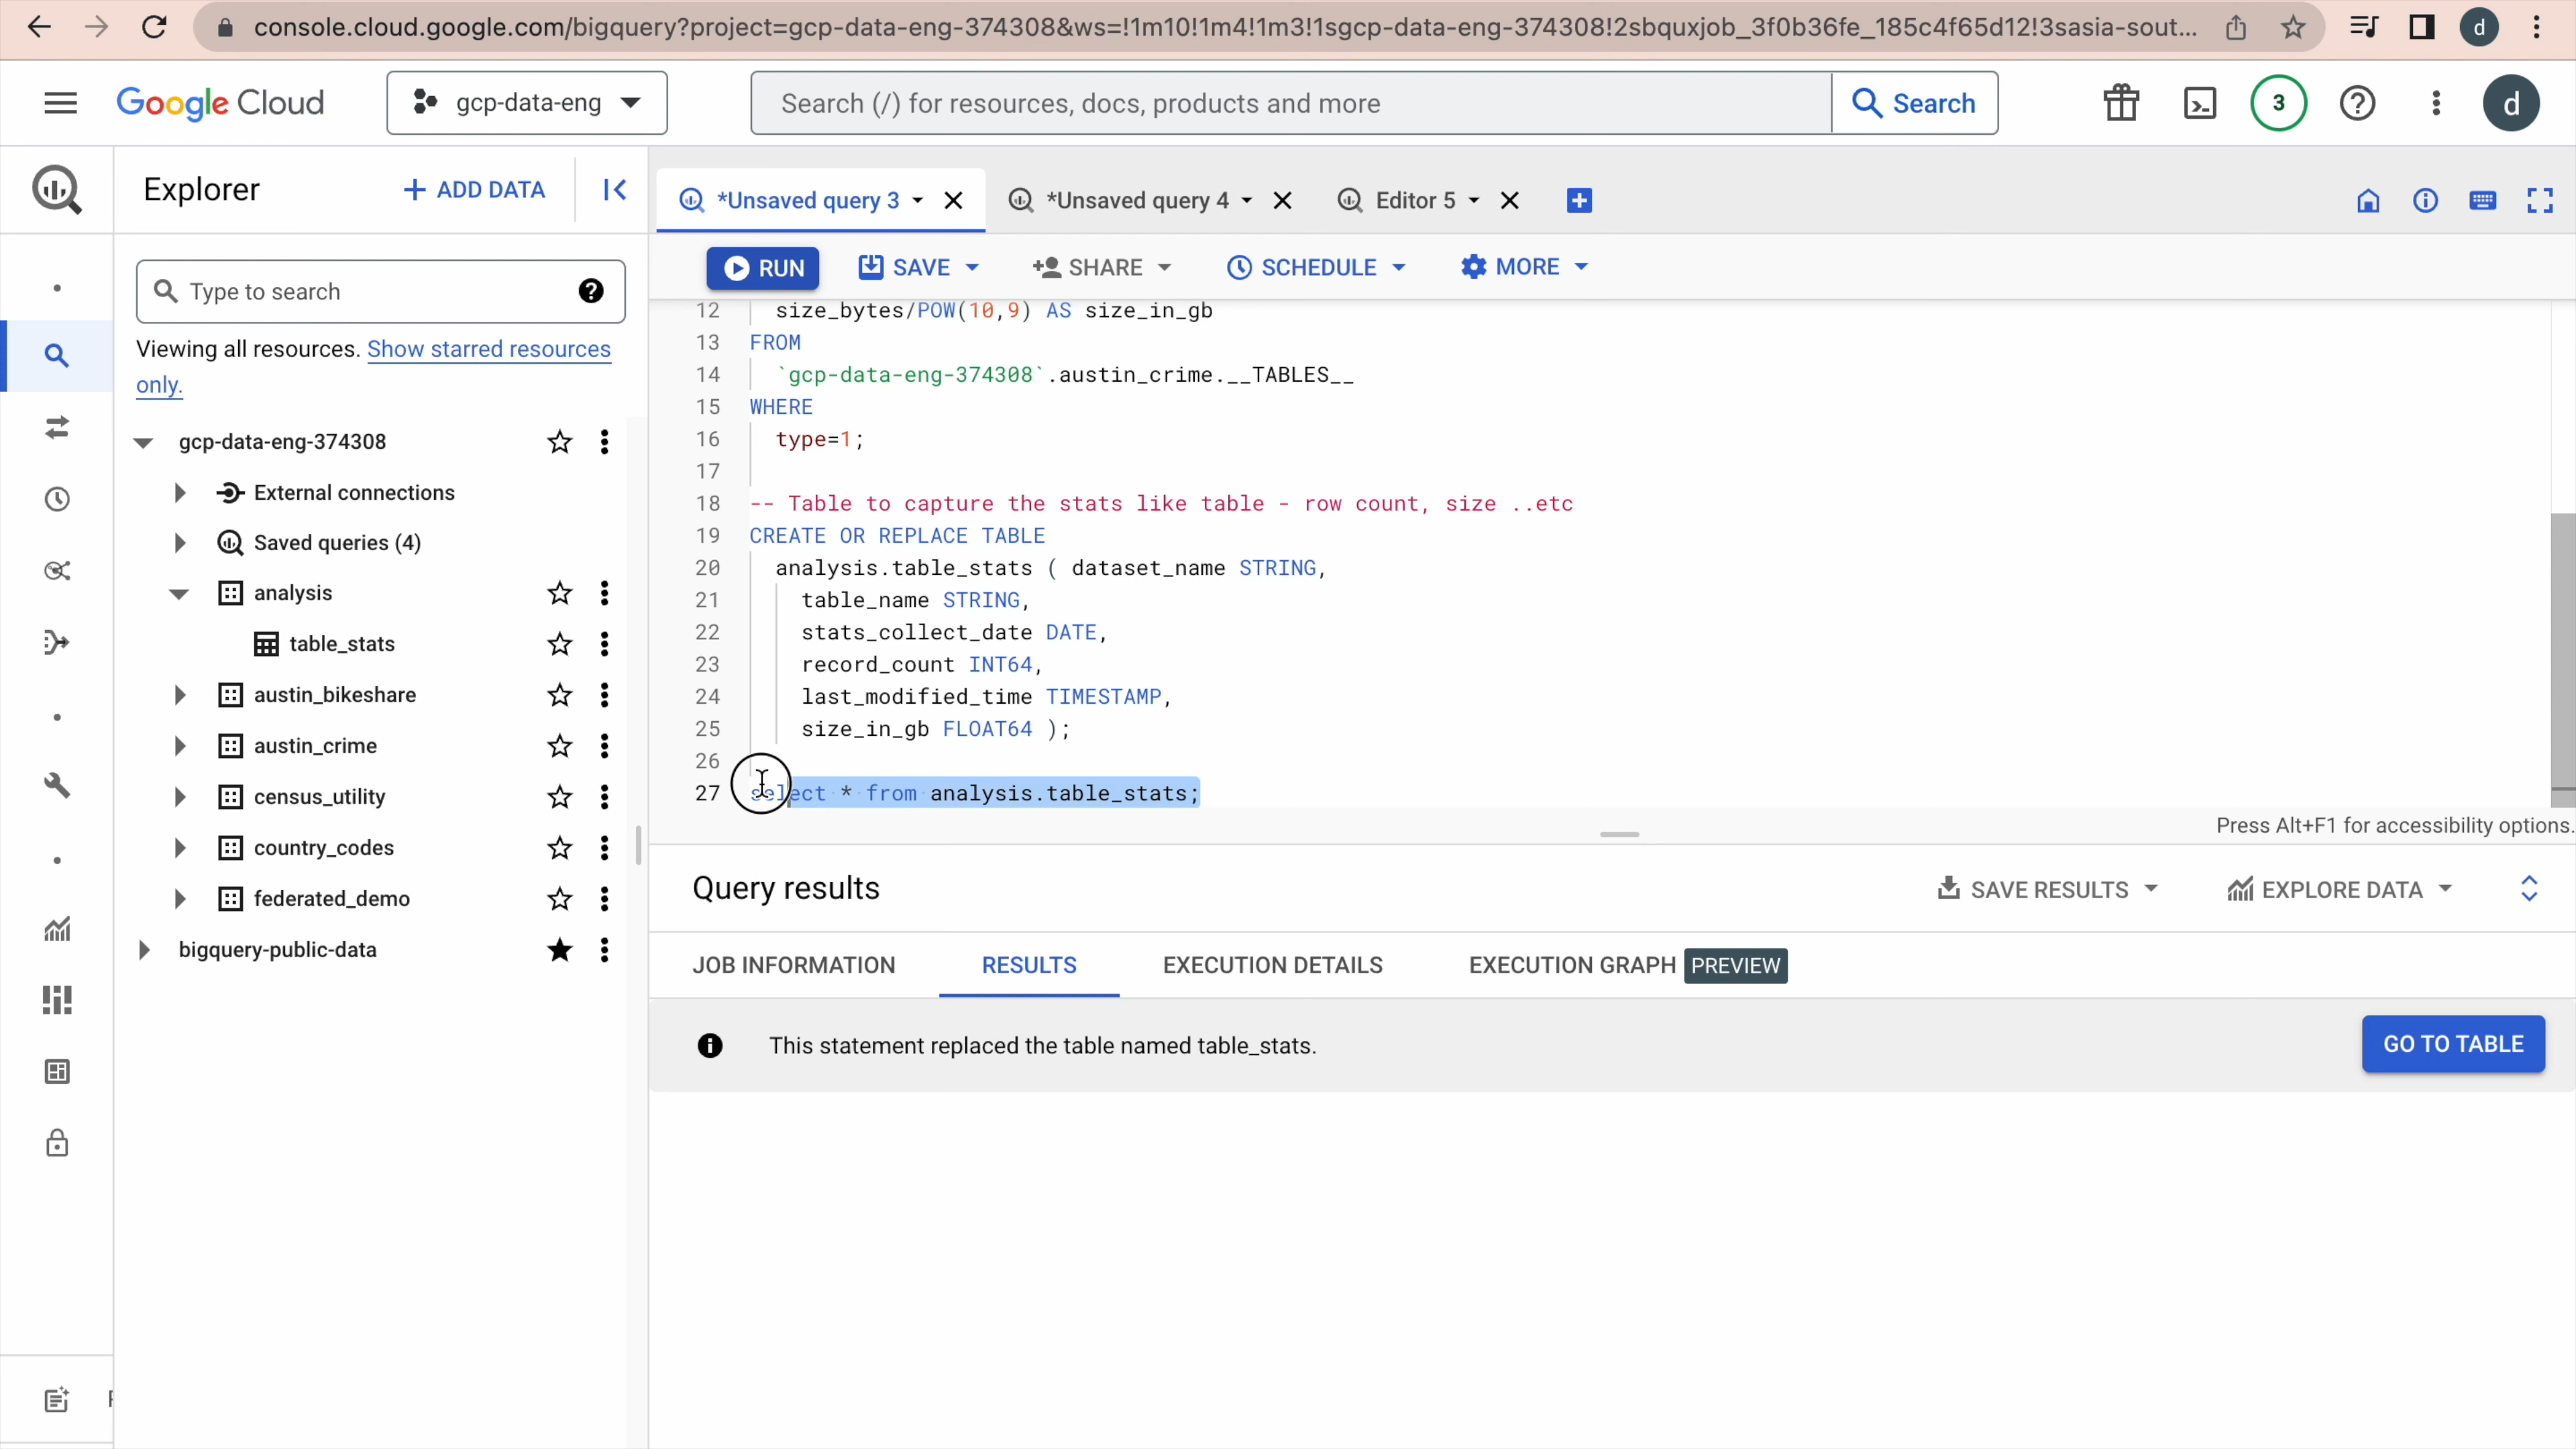 console.cloud.google.com/bigquery?project=gcp-data-eng-374308&ws=!1m10!1m4!1m3!1sgcp-data-eng-374308!2sbquxjob_3f0b36fe_185c4f65d12!3sasia-sout...
d
Google Cloud
gcp-data-eng
Search (/) for resources, docs, products and more
Search
3
d
Explorer
+ ADD DATA
*Unsaved query 3
*Unsaved query 4
Editor 5
RUN
SAVE
SHARE
SCHEDULE
MORE
Type to search
Viewing all resources. Show starred resources
only.
gcp-data-eng-374308
External connections
Saved queries (4)
analysis
table_stats
austin_bikeshare
austin_crime
census_utility
country_codes
federated_demo
bigquery-public-data
12 size_bytes/POW(10,9) AS size_in_gb
13 FROM
14 `gcp-data-eng-374308`.austin_crime.__TABLES__
15 WHERE
16 type=1;
17
18 -- Table to capture the stats like table - row count, size ..etc
19 CREATE OR REPLACE TABLE
20 analysis.table_stats ( dataset_name STRING,
21 table_name STRING,
22 stats_collect_date DATE,
23 record_count INT64,
24 last_modified_time TIMESTAMP,
25 size_in_gb FLOAT64 );
26
27 select * from analysis.table_stats;
Press Alt+F1 for accessibility options.
Query results
SAVE RESULTS
EXPLORE DATA
JOB INFORMATION
RESULTS
EXECUTION DETAILS
EXECUTION GRAPH PREVIEW
This statement replaced the table named table_stats.
GO TO TABLE